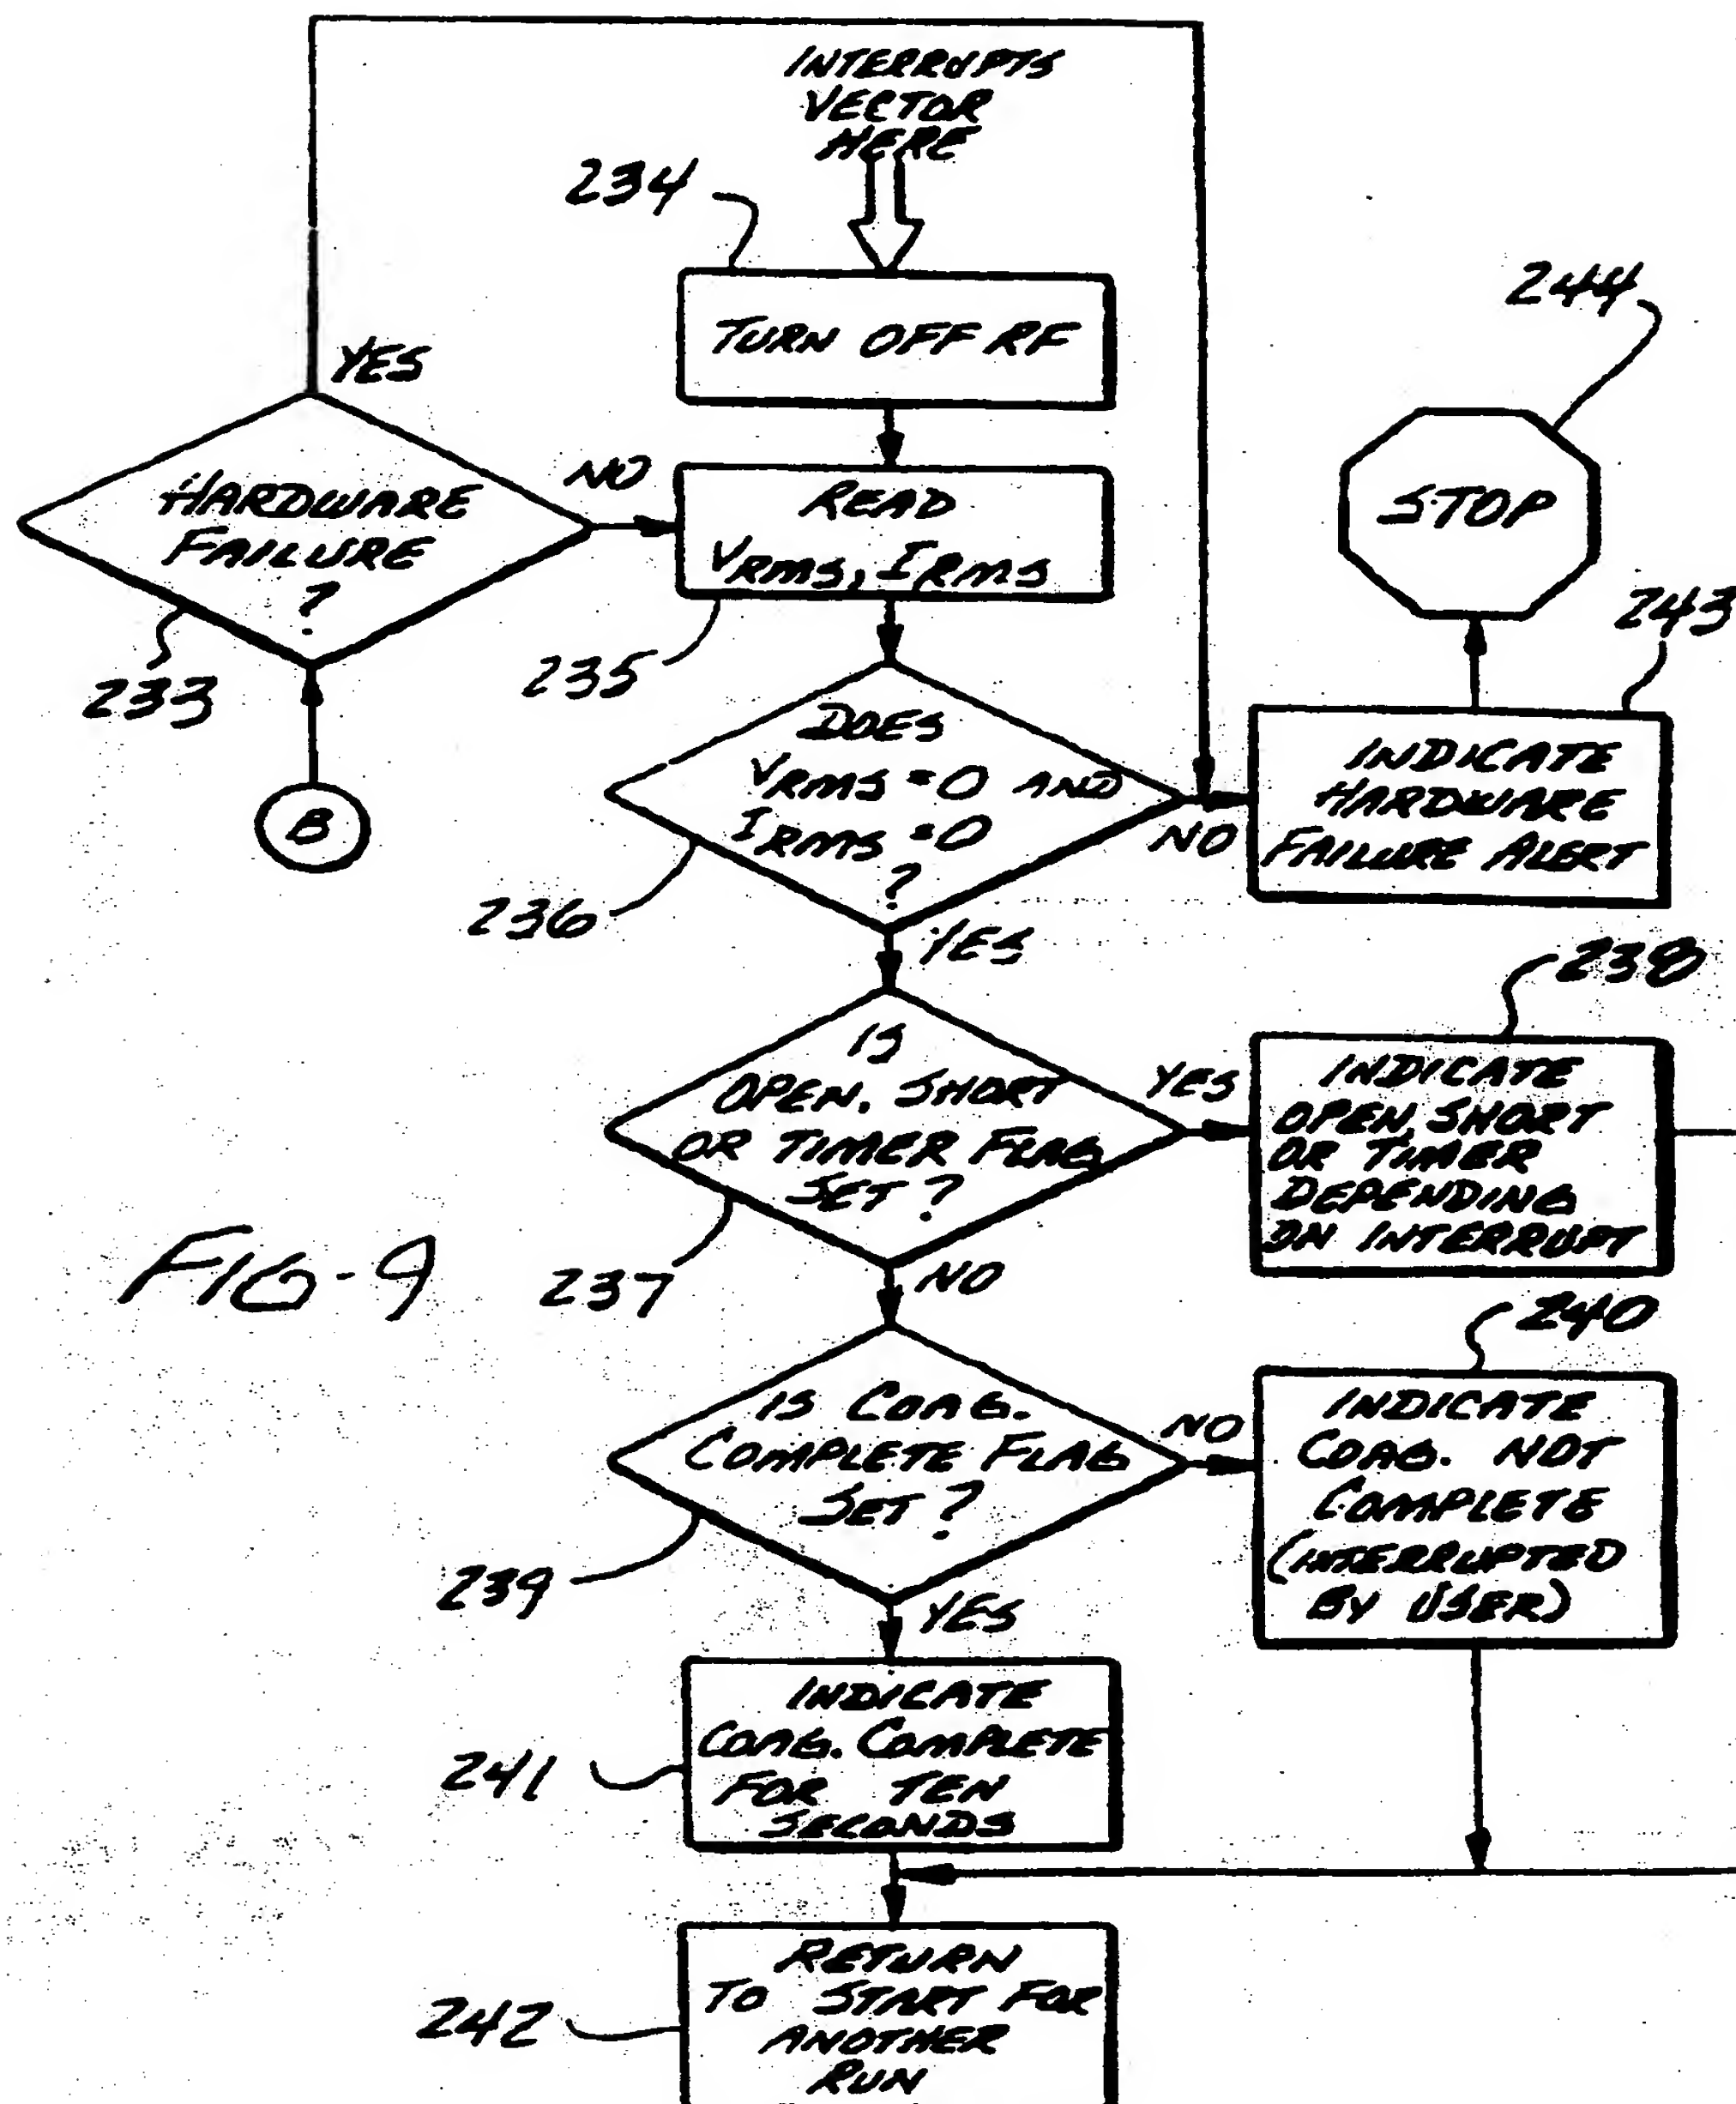 INTERRUPTS
VECTOR
HERE
234
TURN OFF RF
244
STOP
YES
HARDWARE
FAILURE
?
233
B
NO
READ
VRMS, IRMS
235
243
DOES
VRMS = 0 AND
IRMS = 0
?
236
NO
INDICATE
HARDWARE
FAILURE ALERT
YES
238
IS
OPEN, SHORT
OR TIMER FLAG
SET?
237
YES
INDICATE
OPEN, SHORT
OR TIMER
DEPENDING
ON INTERRUPT
FIG-9
NO
240
IS COAG.
COMPLETE FLAG
SET?
239
NO
INDICATE
COAG. NOT
COMPLETE
(INTERRUPTED
BY USER)
YES
INDICATE
COAG. COMPLETE
FOR TEN
SECONDS
241
RETURN
TO START FOR
ANOTHER
RUN
242